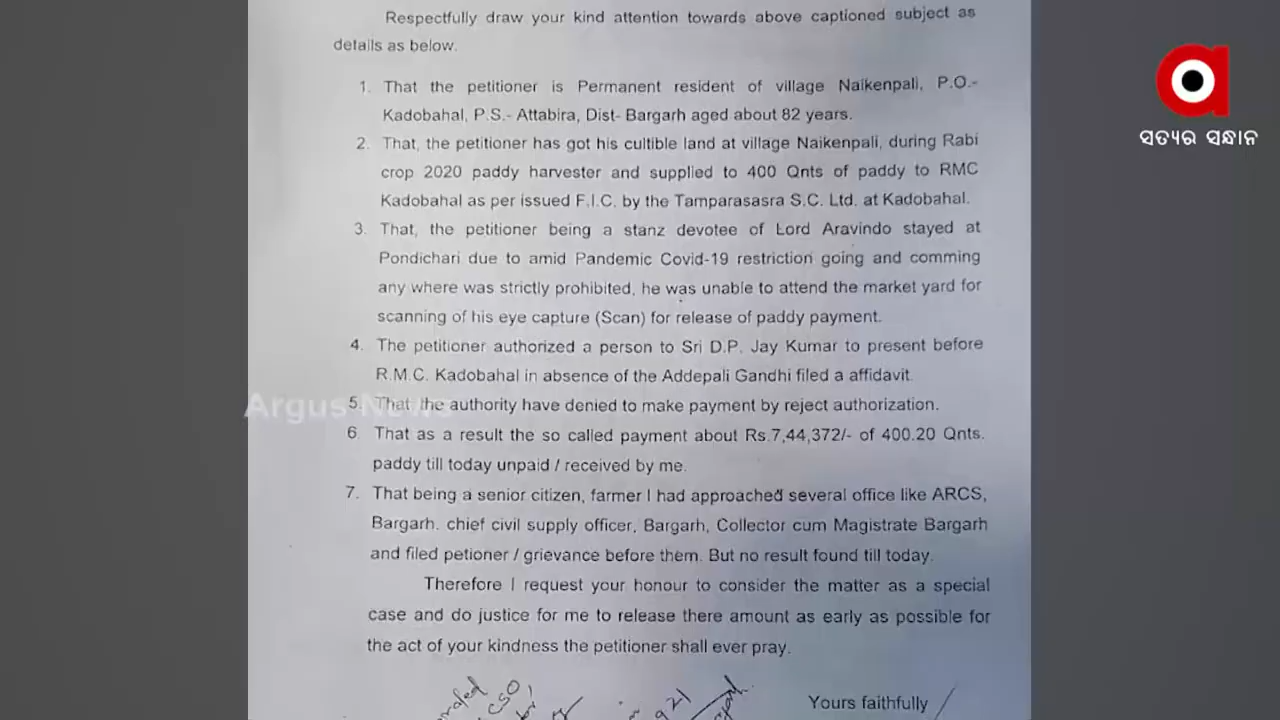 Respectfully draw your kind attention towards above captioned subject as
details as below.
1. That the petitioner is Permanent resident of village Naikenpali, P.O.-
Kadobahal, P.S.- Attabira, Dist- Bargarh aged about 82 years.
2. That, the petitioner has got his cultible land at village Naikenpali, during Rabi
crop 2020 paddy harvester and supplied to 400 Qnts of paddy to RMC
Kadobahal as per issued F.I.C. by the Tamparasasra S.C. Ltd. at Kadobahal.
3. That, the petitioner being a stanz devotee of Lord Aravindo stayed at
Pondichari due to amid Pandemic Covid-19 restriction going and comming
any where was strictly prohibited, he was unable to attend the market yard for
scanning of his eye capture (Scan) for release of paddy payment.
4. The petitioner authorized a person to Sri D.P. Jay Kumar to present before
R.M.C. Kadobahal in absence of the Addepali Gandhi filed a affidavit.
5. That the authority have denied to make payment by reject authorization.
6 That as a result the so called payment about Rs.7,44,372/- of 400.20 Qnts.
paddy till today unpaid / received by me.
7. That being a senior citizen, farmer I had approached several office like ARCS,
Bargarh. chief civil supply officer, Bargarh, Collector cum Magistrate Bargarh
and filed petioner / grievance before them. But no result found till today.
Therefore I request your honour to consider the matter as a special
case and do justice for me to release there amount as early as possible for
the act of your kindness the petitioner shall ever pray.
CSO
Yours faithfully
Argus News
ସତ୍ୟର ସନ୍ଧାନ